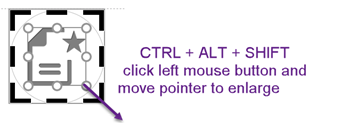 CTRL + ALT + SHIFT
click left mouse button and
move pointer to enlarge